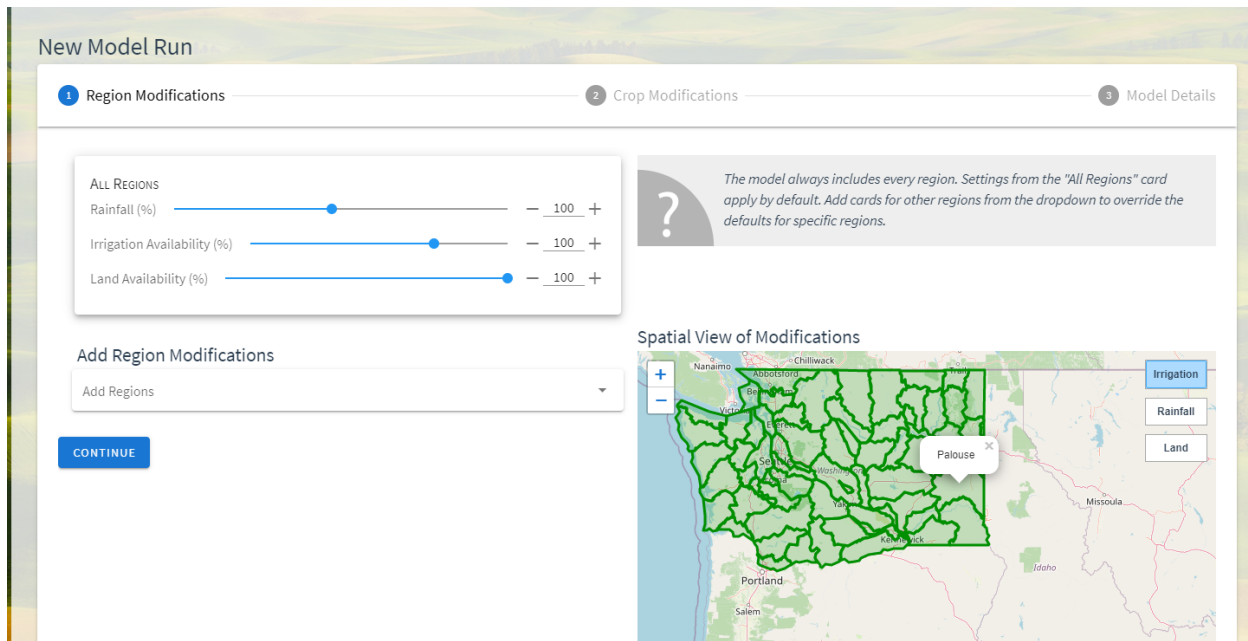 New Model Run
1 Region Modifications
2 Crop Modifications
3 Model Details
All Regions
Rainfall (%) − 100 +
Irrigation Availability (%) − 100 +
Land Availability (%) − 100 +
?
The model always includes every region. Settings from the "All Regions" card
apply by default. Add cards for other regions from the dropdown to override the
defaults for specific regions.
Add Region Modifications
Add Regions
CONTINUE
Spatial View of Modifications
+
−
Irrigation
Rainfall
Land
Chilliwack
Nanaimo
Abbotsford
Trail
Everett
Palouse ×
Missoula
Kennewick
Idaho
Portland
Salem